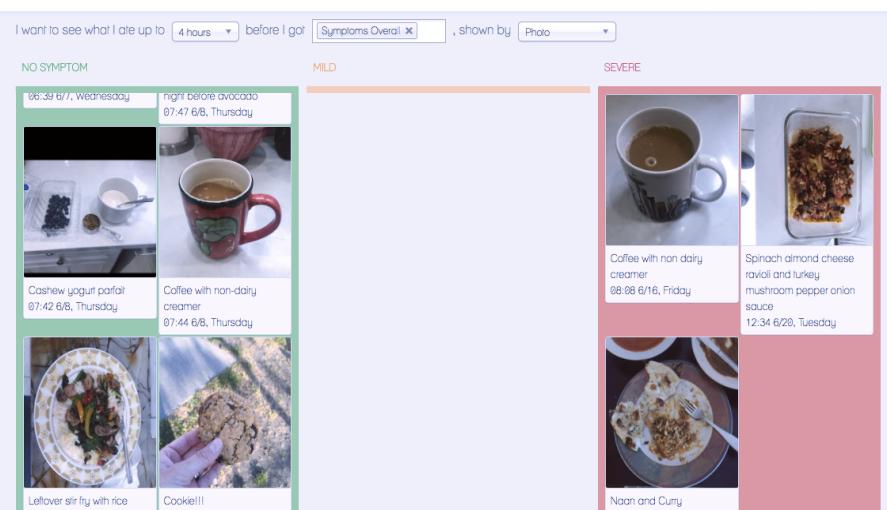 I want to see what I ate up to 4 hours before I got Symptoms Overall ✖ , shown by Photo
NO SYMPTOM
MILD
SEVERE
06:39 6/7, Wednesday
night before avocado
07:47 6/8, Thursday
Cashew yogurt parfait
07:42 6/8, Thursday
Coffee with non-dairy
creamer
07:44 6/8, Thursday
Leftover stir fry with rice
Cookie!!!
Coffee with non dairy
creamer
08:08 6/16, Friday
Spinach almond cheese
ravioli and turkey
mushroom pepper onion
sauce
12:34 6/20, Tuesday
Naan and Curry